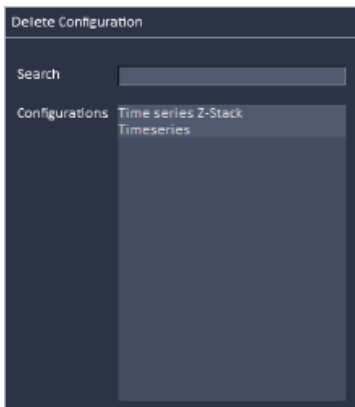 Delete Configuration
Search
Configurations
Time series Z-Stack
Timeseries